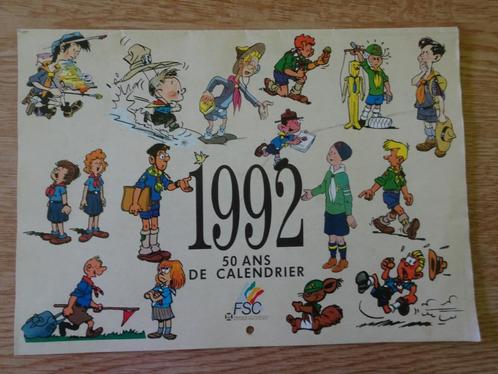 1992
50 ANS
DE CALENDRIER
FSC